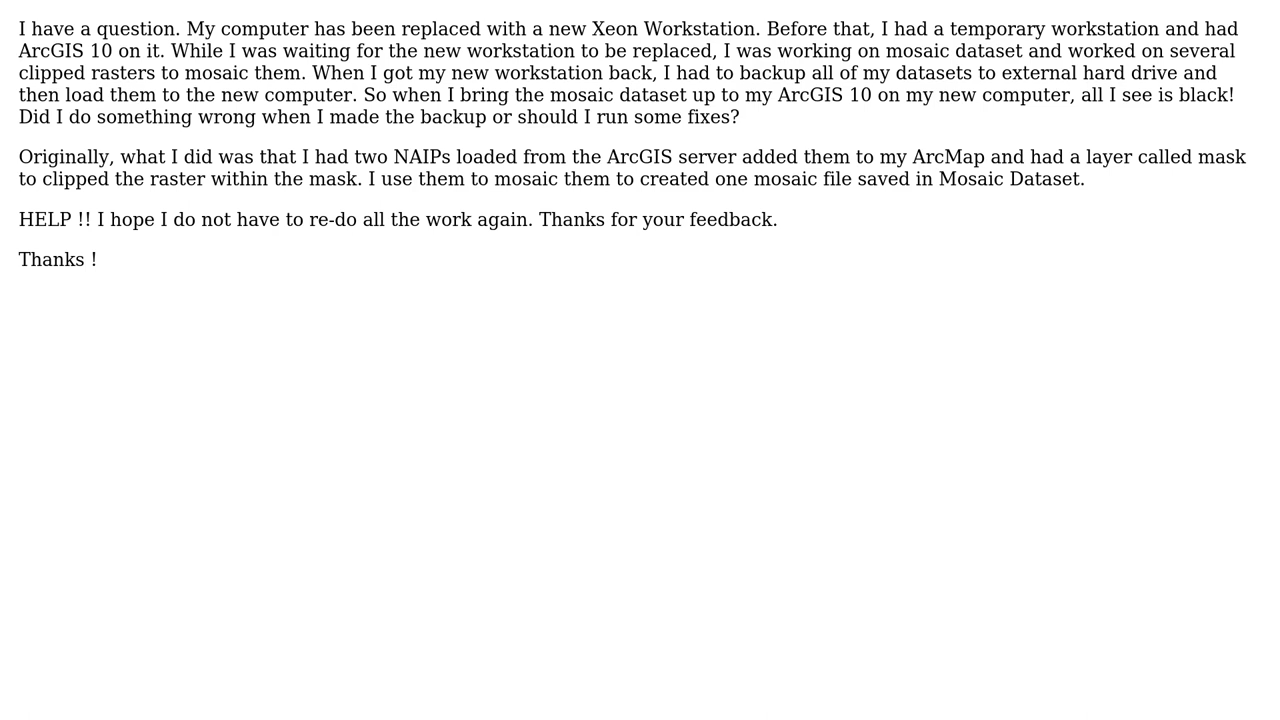 I have a question. My computer has been replaced with a new Xeon Workstation. Before that, I had a temporary workstation and had
ArcGIS 10 on it. While I was waiting for the new workstation to be replaced, I was working on mosaic dataset and worked on several
clipped rasters to mosaic them. When I got my new workstation back, I had to backup all of my datasets to external hard drive and
then load them to the new computer. So when I bring the mosaic dataset up to my ArcGIS 10 on my new computer, all I see is black!
Did I do something wrong when I made the backup or should I run some fixes?
Originally, what I did was that I had two NAIPs loaded from the ArcGIS server added them to my ArcMap and had a layer called mask
to clipped the raster within the mask. I use them to mosaic them to created one mosaic file saved in Mosaic Dataset.
HELP !! I hope I do not have to re-do all the work again. Thanks for your feedback.
Thanks !